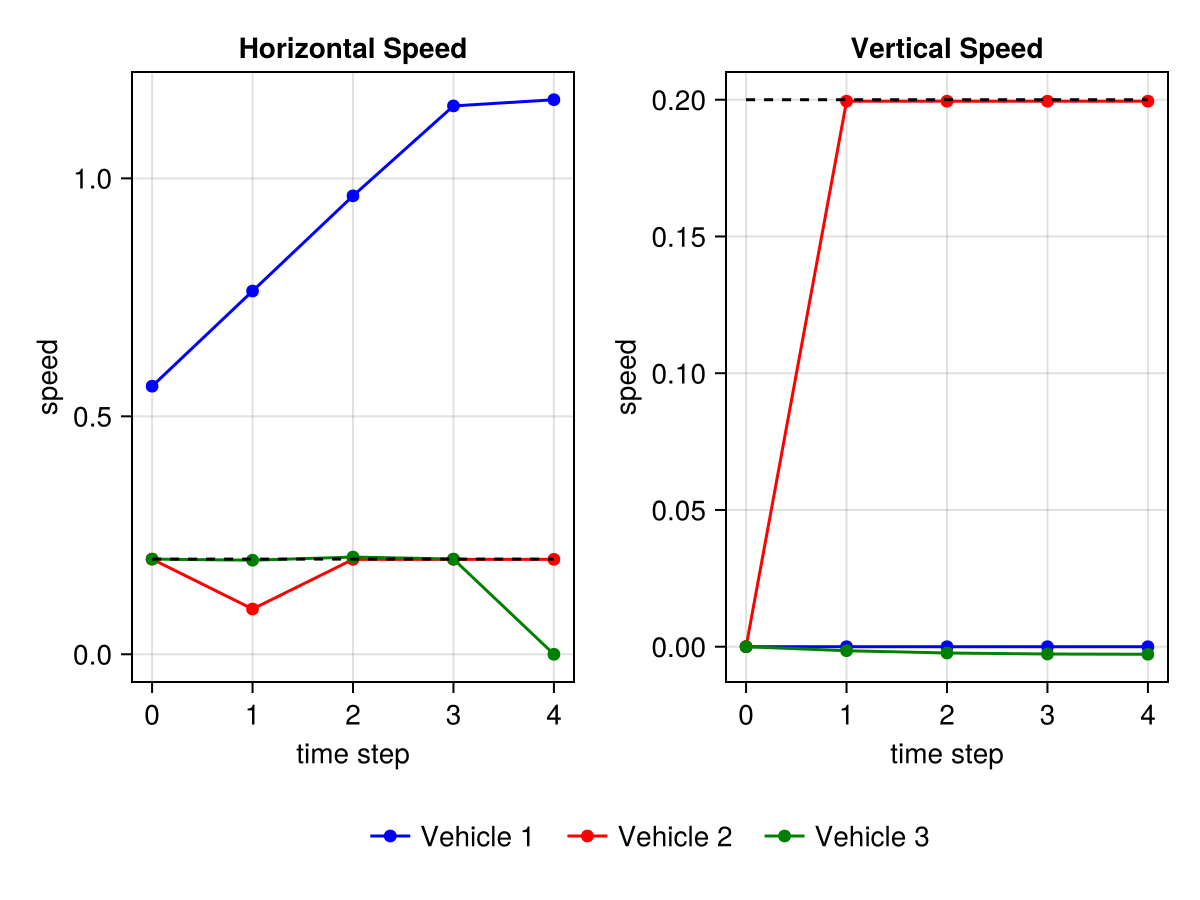 Horizontal Speed
speed
1.0
0.5
0.0
0 1 2 3 4
time step
Vertical Speed
speed
0.20
0.15
0.10
0.05
0.00
0 1 2 3 4
time step
Vehicle 1 Vehicle 2 Vehicle 3